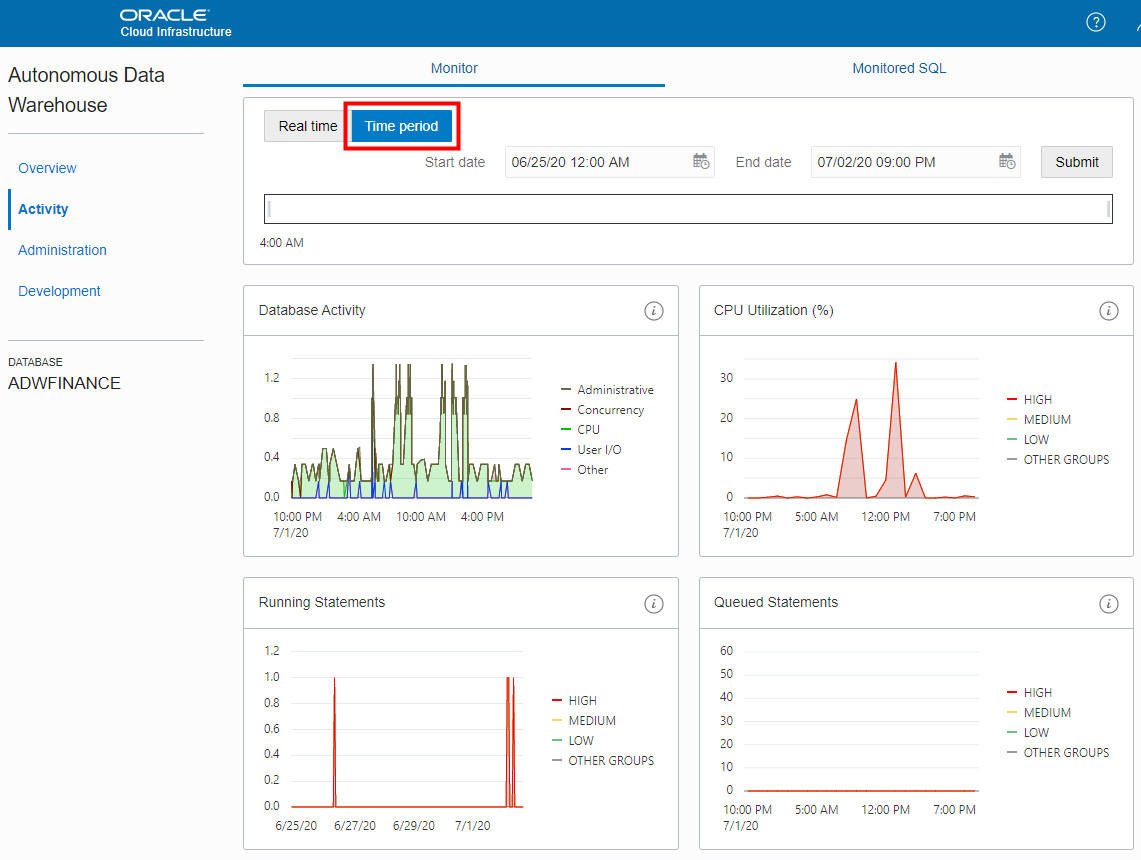 ORACLE
Cloud Infrastructure
Autonomous Data
Warehouse
Overview
Activity
Administration
Development
DATABASE
ADWFINANCE
Monitor
Monitored SQL
Real time
Time period
Start date
06/25/20 12:00 AM
End date
07/02/20 09:00 PM
Submit
4:00 AM
Database Activity
1.2
0.8
0.4
0.0
10:00 PM 4:00 AM 10:00 AM 4:00 PM
7/1/20
Administrative
Concurrency
CPU
User I/O
Other
CPU Utilization (%)
30
20
10
0
10:00 PM 5:00 AM 12:00 PM 7:00 PM
7/1/20
HIGH
MEDIUM
LOW
OTHER GROUPS
Running Statements
1.2
1.0
0.8
0.6
0.4
0.2
0.0
6/25/20 6/27/20 6/29/20 7/1/20
HIGH
MEDIUM
LOW
OTHER GROUPS
Queued Statements
60
50
40
30
20
10
0
10:00 PM 5:00 AM 12:00 PM 7:00 PM
7/1/20
HIGH
MEDIUM
LOW
OTHER GROUPS